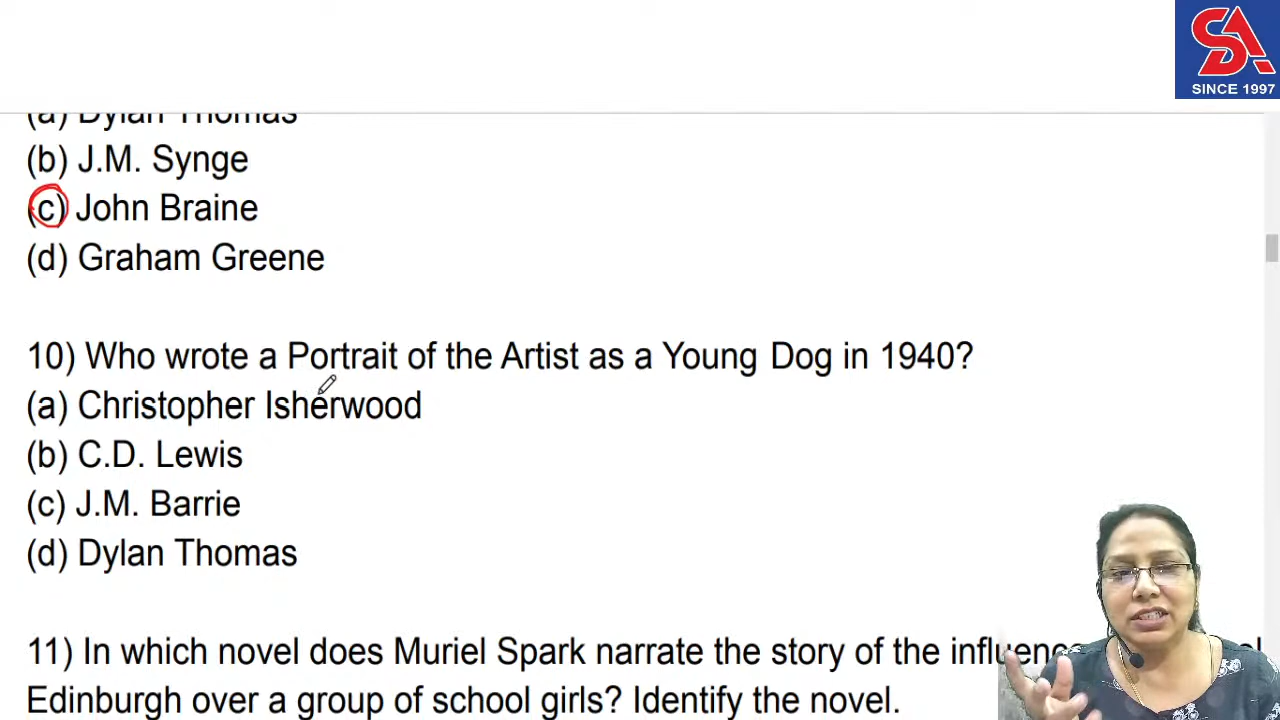 SA
SINCE 1997
(a) Dylan Thomas
(b) J.M. Synge
(c) John Braine
(d) Graham Greene
10) Who wrote a Portrait of the Artist as a Young Dog in 1940?
(a) Christopher Isherwood
(b) C.D. Lewis
(c) J.M. Barrie
(d) Dylan Thomas
11) In which novel does Muriel Spark narrate the story of the
Edinburgh over a group of school girls? Identify the novel.